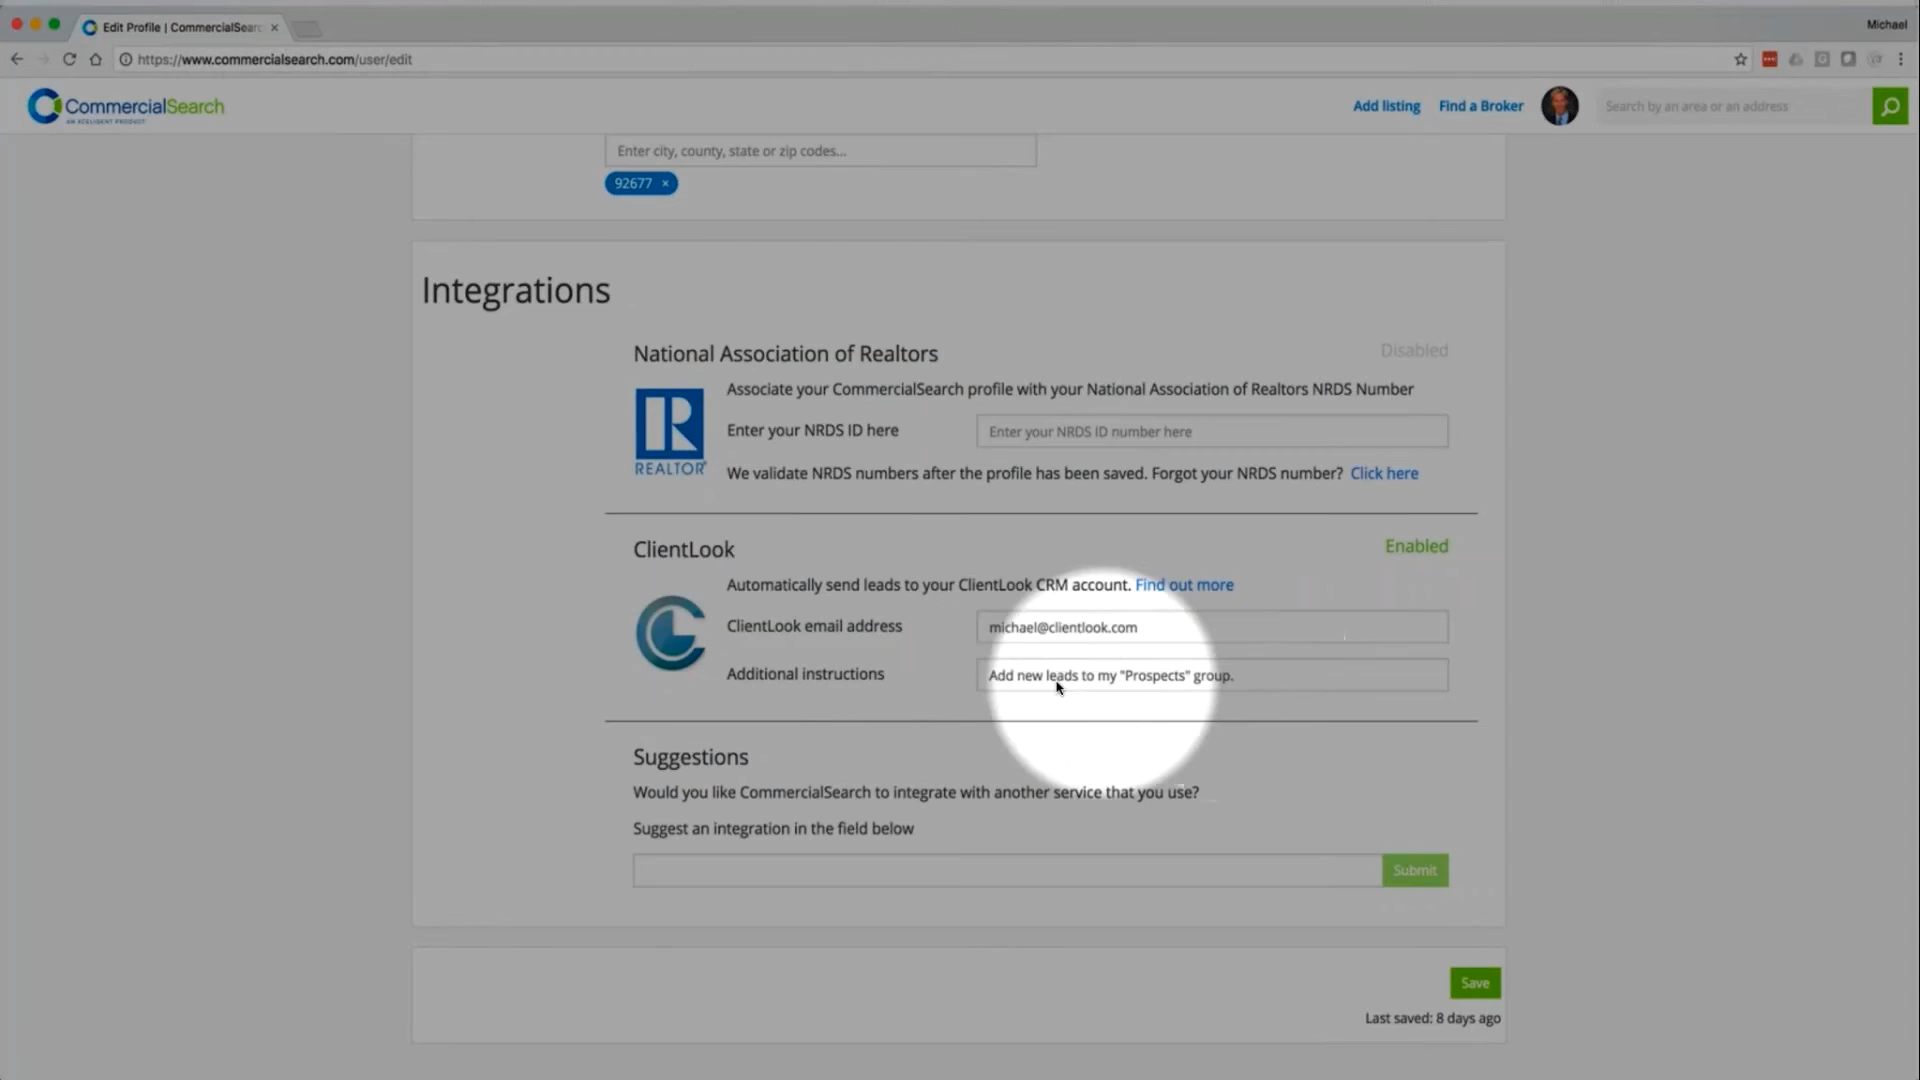 Edit Profile | CommercialSearc
Michael
https://www.commercialsearch.com/user/edit
CommercialSearch
AN XCELIGENT PRODUCT
Add listing
Find a Broker
Search by an area or an address
Enter city, county, state or zip codes...
92677 ×
Integrations
National Association of Realtors
Disabled
Associate your CommercialSearch profile with your National Association of Realtors NRDS Number
Enter your NRDS ID here
Enter your NRDS ID number here
REALTOR®
We validate NRDS numbers after the profile has been saved. Forgot your NRDS number? Click here
ClientLook
Enabled
Automatically send leads to your ClientLook CRM account. Find out more
ClientLook email address
michael@clientlook.com
Additional instructions
Add new leads to my "Prospects" group.
Suggestions
Would you like CommercialSearch to integrate with another service that you use?
Suggest an integration in the field below
Submit
Save
Last saved: 8 days ago